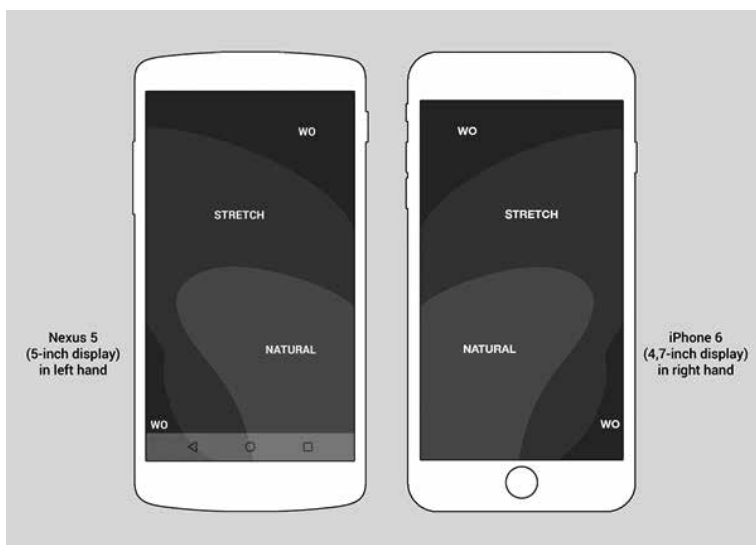 WO
STRETCH
NATURAL
WO
Nexus 5
(5-inch display)
in left hand
WO
STRETCH
NATURAL
WO
iPhone 6
(4,7-inch display)
in right hand